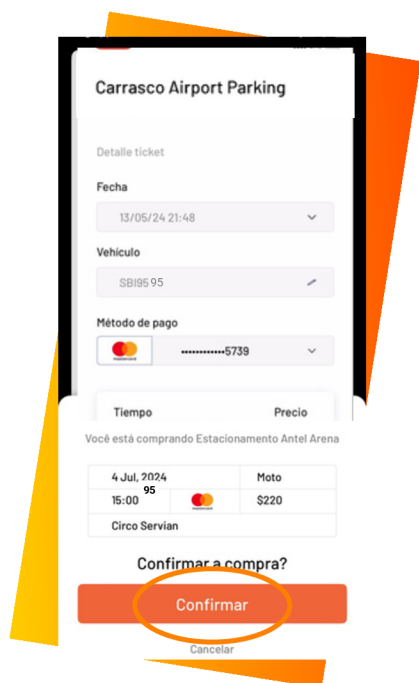 Carrasco Airport Parking
Detalle ticket
Fecha
13/05/24 21:48
Vehículo
SBI95 95
Método de pago
mastercard ••••••••••••5739
Tiempo Precio
Você está comprando Estacionamento Antel Arena
4 Jul, 2024 Moto
95
15:00 mastercard $220
Circo Servian
Confirmar a compra?
Confirmar
Cancelar